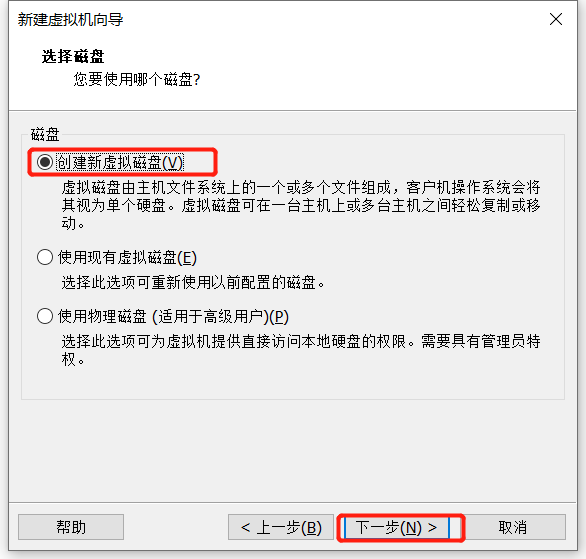 新建虚拟机向导
选择磁盘
您要使用哪个磁盘?
磁盘
创建新虚拟磁盘(V)
虚拟磁盘由主机文件系统上的一个或多个文件组成，客户机操作系统会将
其视为单个硬盘。虚拟磁盘可在一台主机上或多台主机之间轻松复制或移
动。
使用现有虚拟磁盘(E)
选择此选项可重新使用以前配置的磁盘。
使用物理磁盘 (适用于高级用户)(P)
选择此选项可为虚拟机提供直接访问本地硬盘的权限。需要具有管理员特
权。
帮助
< 上一步(B)
下一步(N) >
取消